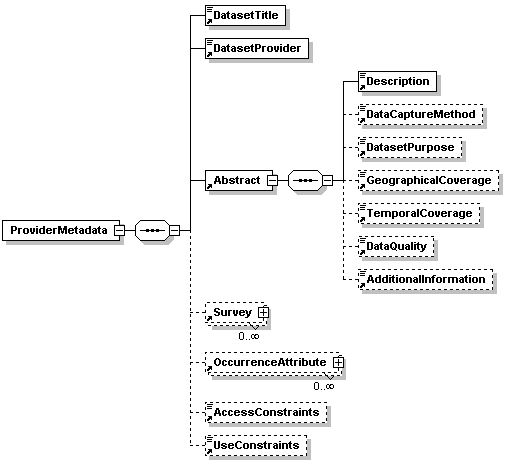 DatasetTitle
DatasetProvider
Description
DataCaptureMethod
DatasetPurpose
Abstract
GeographicalCoverage
TemporalCoverage
ProviderMetadata
DataQuality
AdditionalInformation
Survey
0..∞
OccurrenceAttribute
0..∞
AccessConstraints
UseConstraints